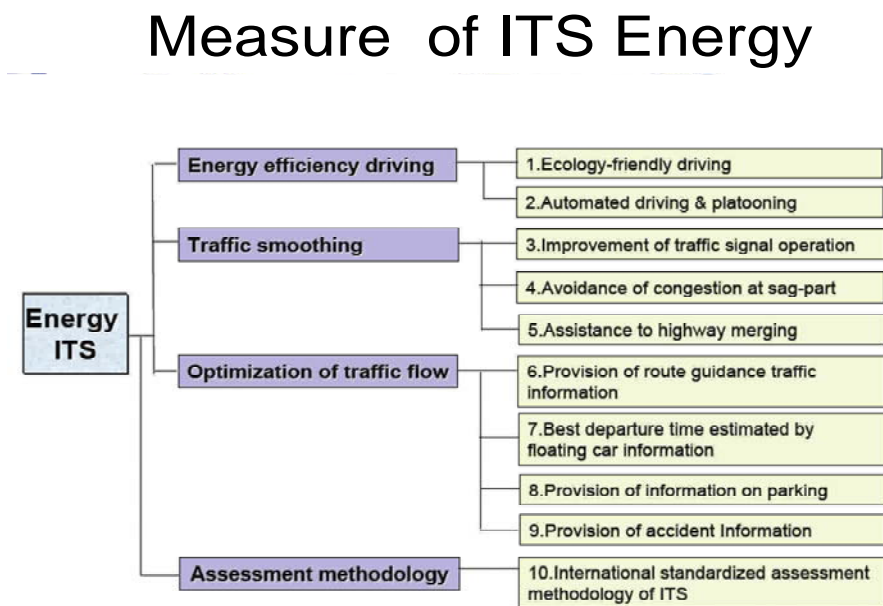 Measure of ITS Energy
Energy efficiency driving
1.Ecology-friendly driving
2.Automated driving & platooning
Traffic smoothing
3.Improvement of traffic signal operation
4.Avoidance of congestion at sag-part
5.Assistance to highway merging
Energy
ITS
Optimization of traffic flow
6.Provision of route guidance traffic
information
7.Best departure time estimated by
floating car information
8.Provision of information on parking
9.Provision of accident Information
Assessment methodology
10.International standardized assessment
methodology of ITS